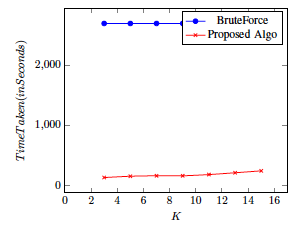 BruteForce
Proposed Algo
TimeTaken(inSeconds)
2,000
1,000
0
0 2 4 6 8 10 12 14 16
K